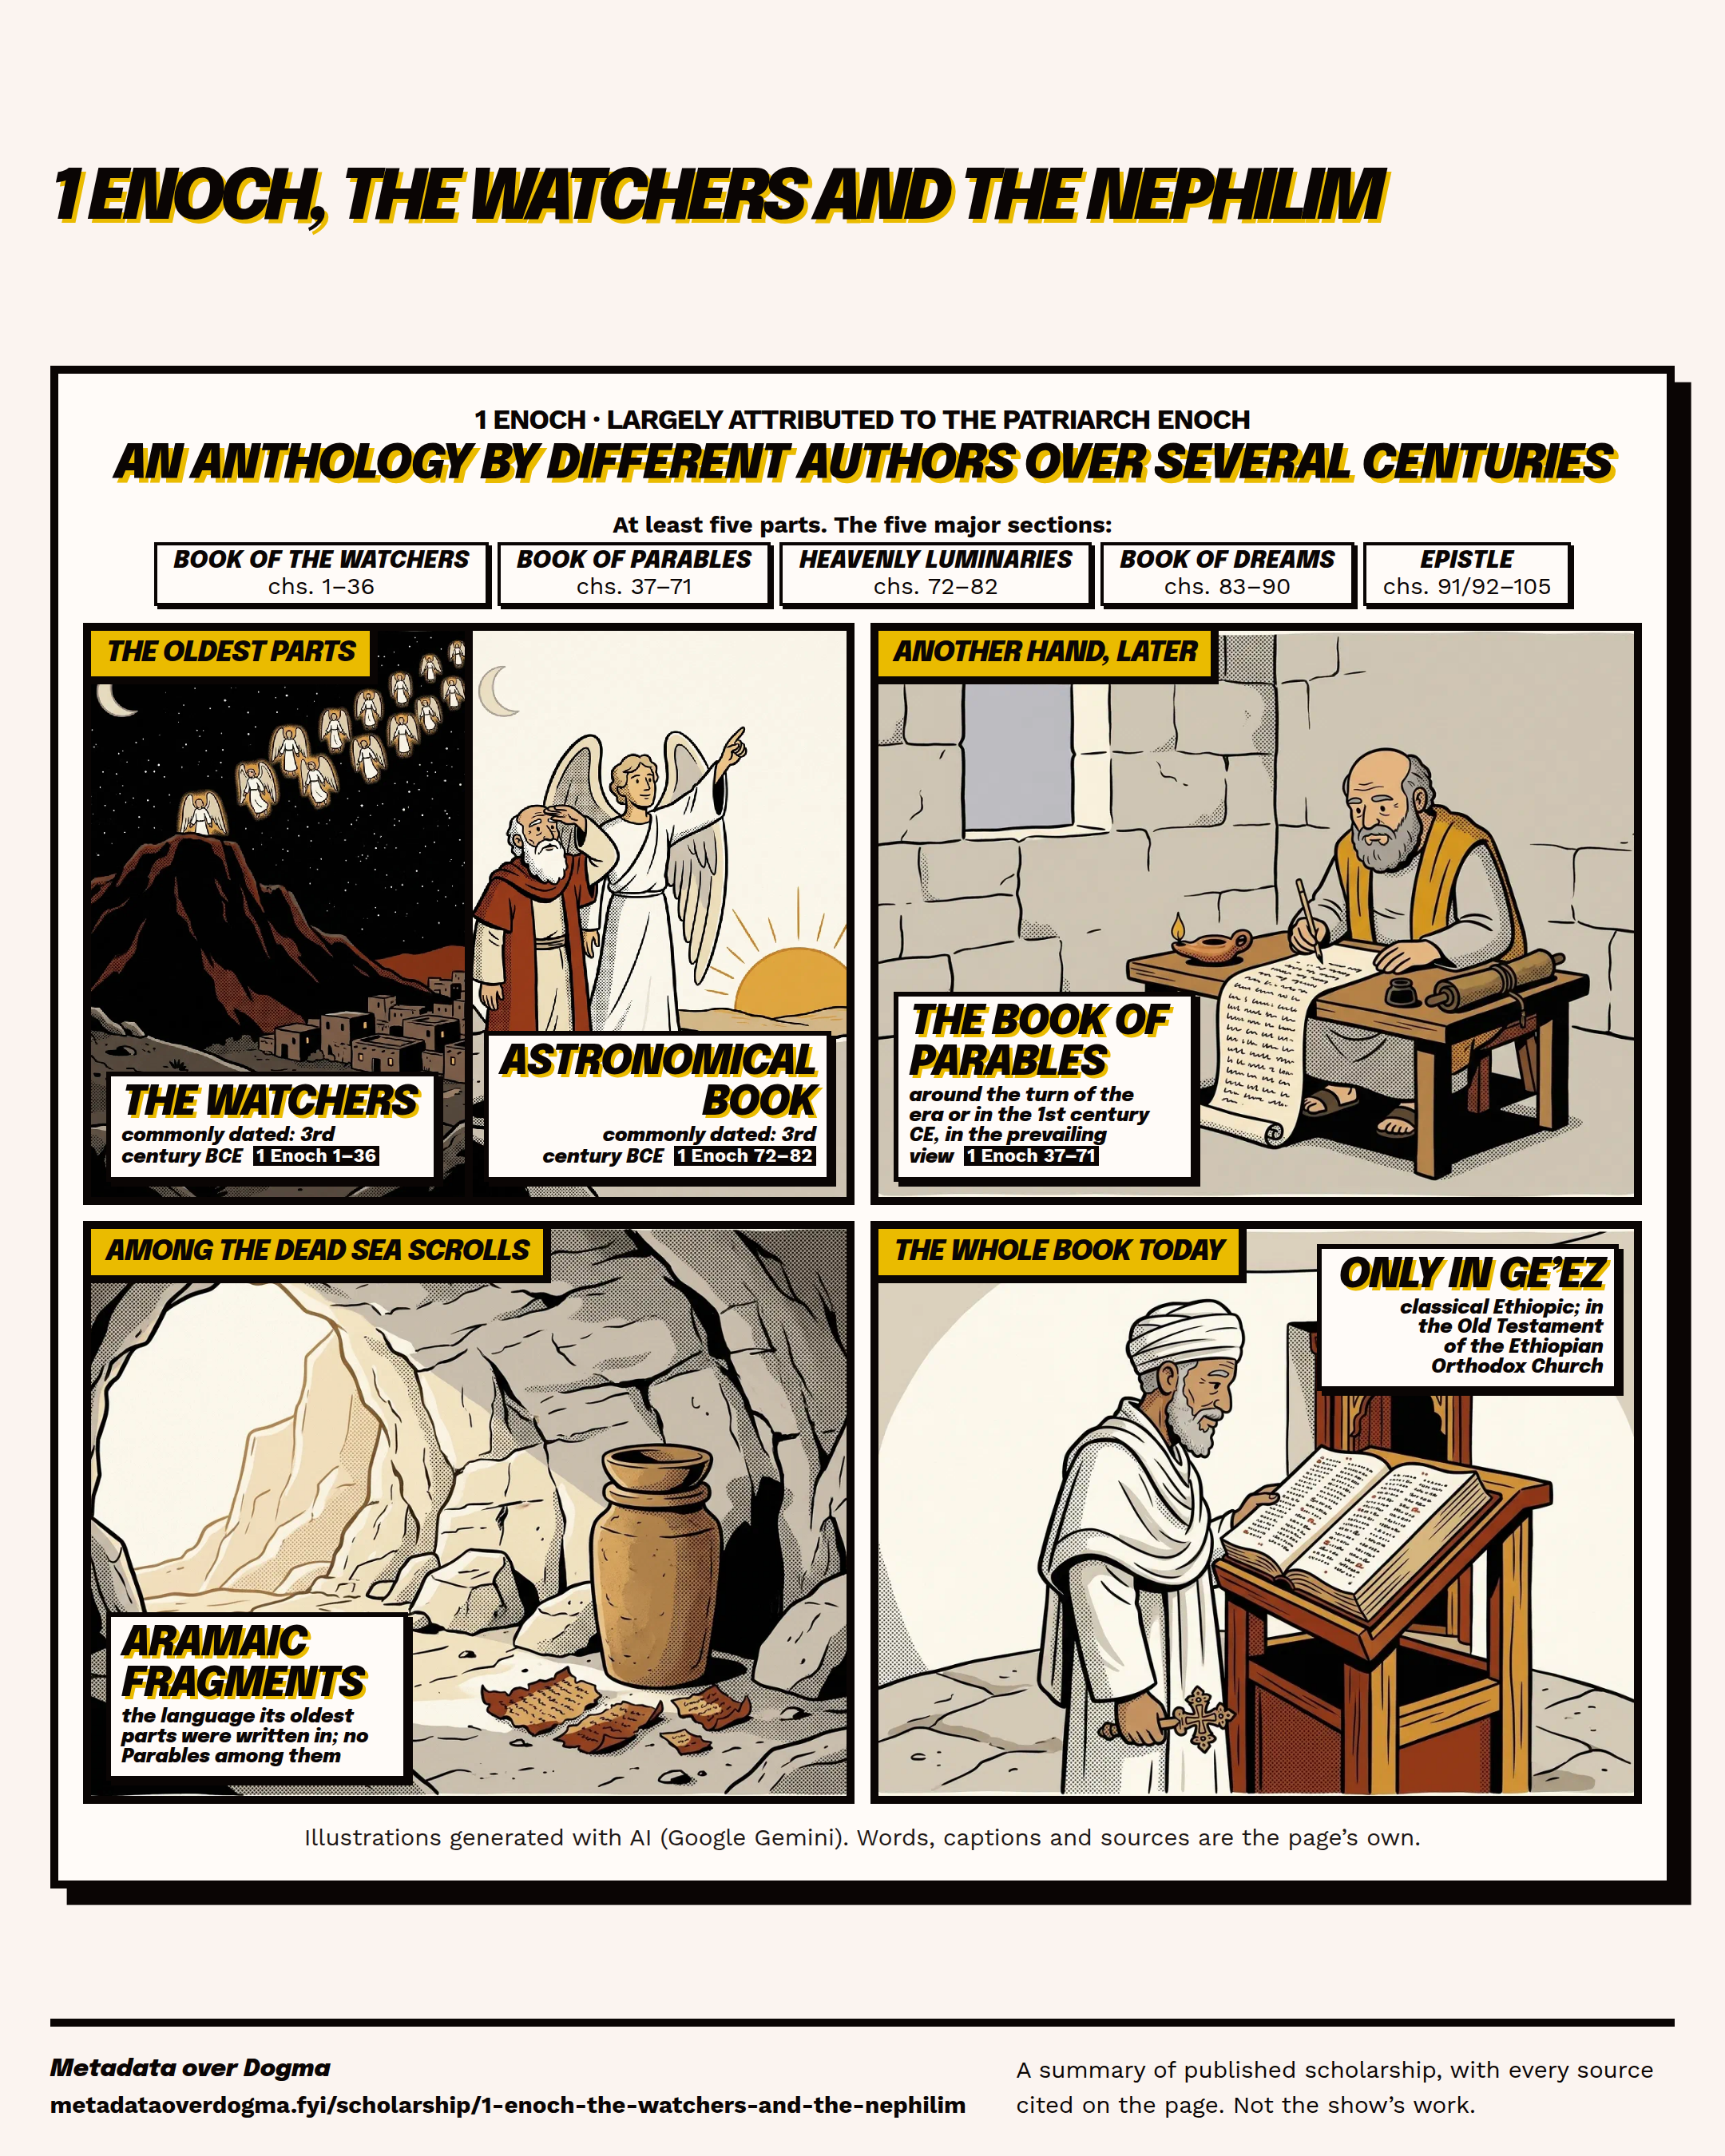 1 ENOCH, THE WATCHERS AND THE NEPHILIM
1 ENOCH · LARGELY ATTRIBUTED TO THE PATRIARCH ENOCH
AN ANTHOLOGY BY DIFFERENT AUTHORS OVER SEVERAL CENTURIES
At least five parts. The five major sections:
BOOK OF THE WATCHERS
chs. 1–36
BOOK OF PARABLES
chs. 37–71
HEAVENLY LUMINARIES
chs. 72–82
BOOK OF DREAMS
chs. 83–90
EPISTLE
chs. 91/92–105
THE OLDEST PARTS
THE WATCHERS
commonly dated: 3rd
century BCE 1 Enoch 1–36
ASTRONOMICAL
BOOK
commonly dated: 3rd
century BCE 1 Enoch 72–82
ANOTHER HAND, LATER
THE BOOK OF
PARABLES
around the turn of the
era or in the 1st century
CE, in the prevailing
view 1 Enoch 37–71
AMONG THE DEAD SEA SCROLLS
ARAMAIC
FRAGMENTS
the language its oldest
parts were written in; no
Parables among them
THE WHOLE BOOK TODAY
ONLY IN GE’EZ
classical Ethiopic; in
the Old Testament
of the Ethiopian
Orthodox Church
Illustrations generated with AI (Google Gemini). Words, captions and sources are the page’s own.
Metadata over Dogma
metadataoverdogma.fyi/scholarship/1-enoch-the-watchers-and-the-nephilim
A summary of published scholarship, with every source
cited on the page. Not the show’s work.